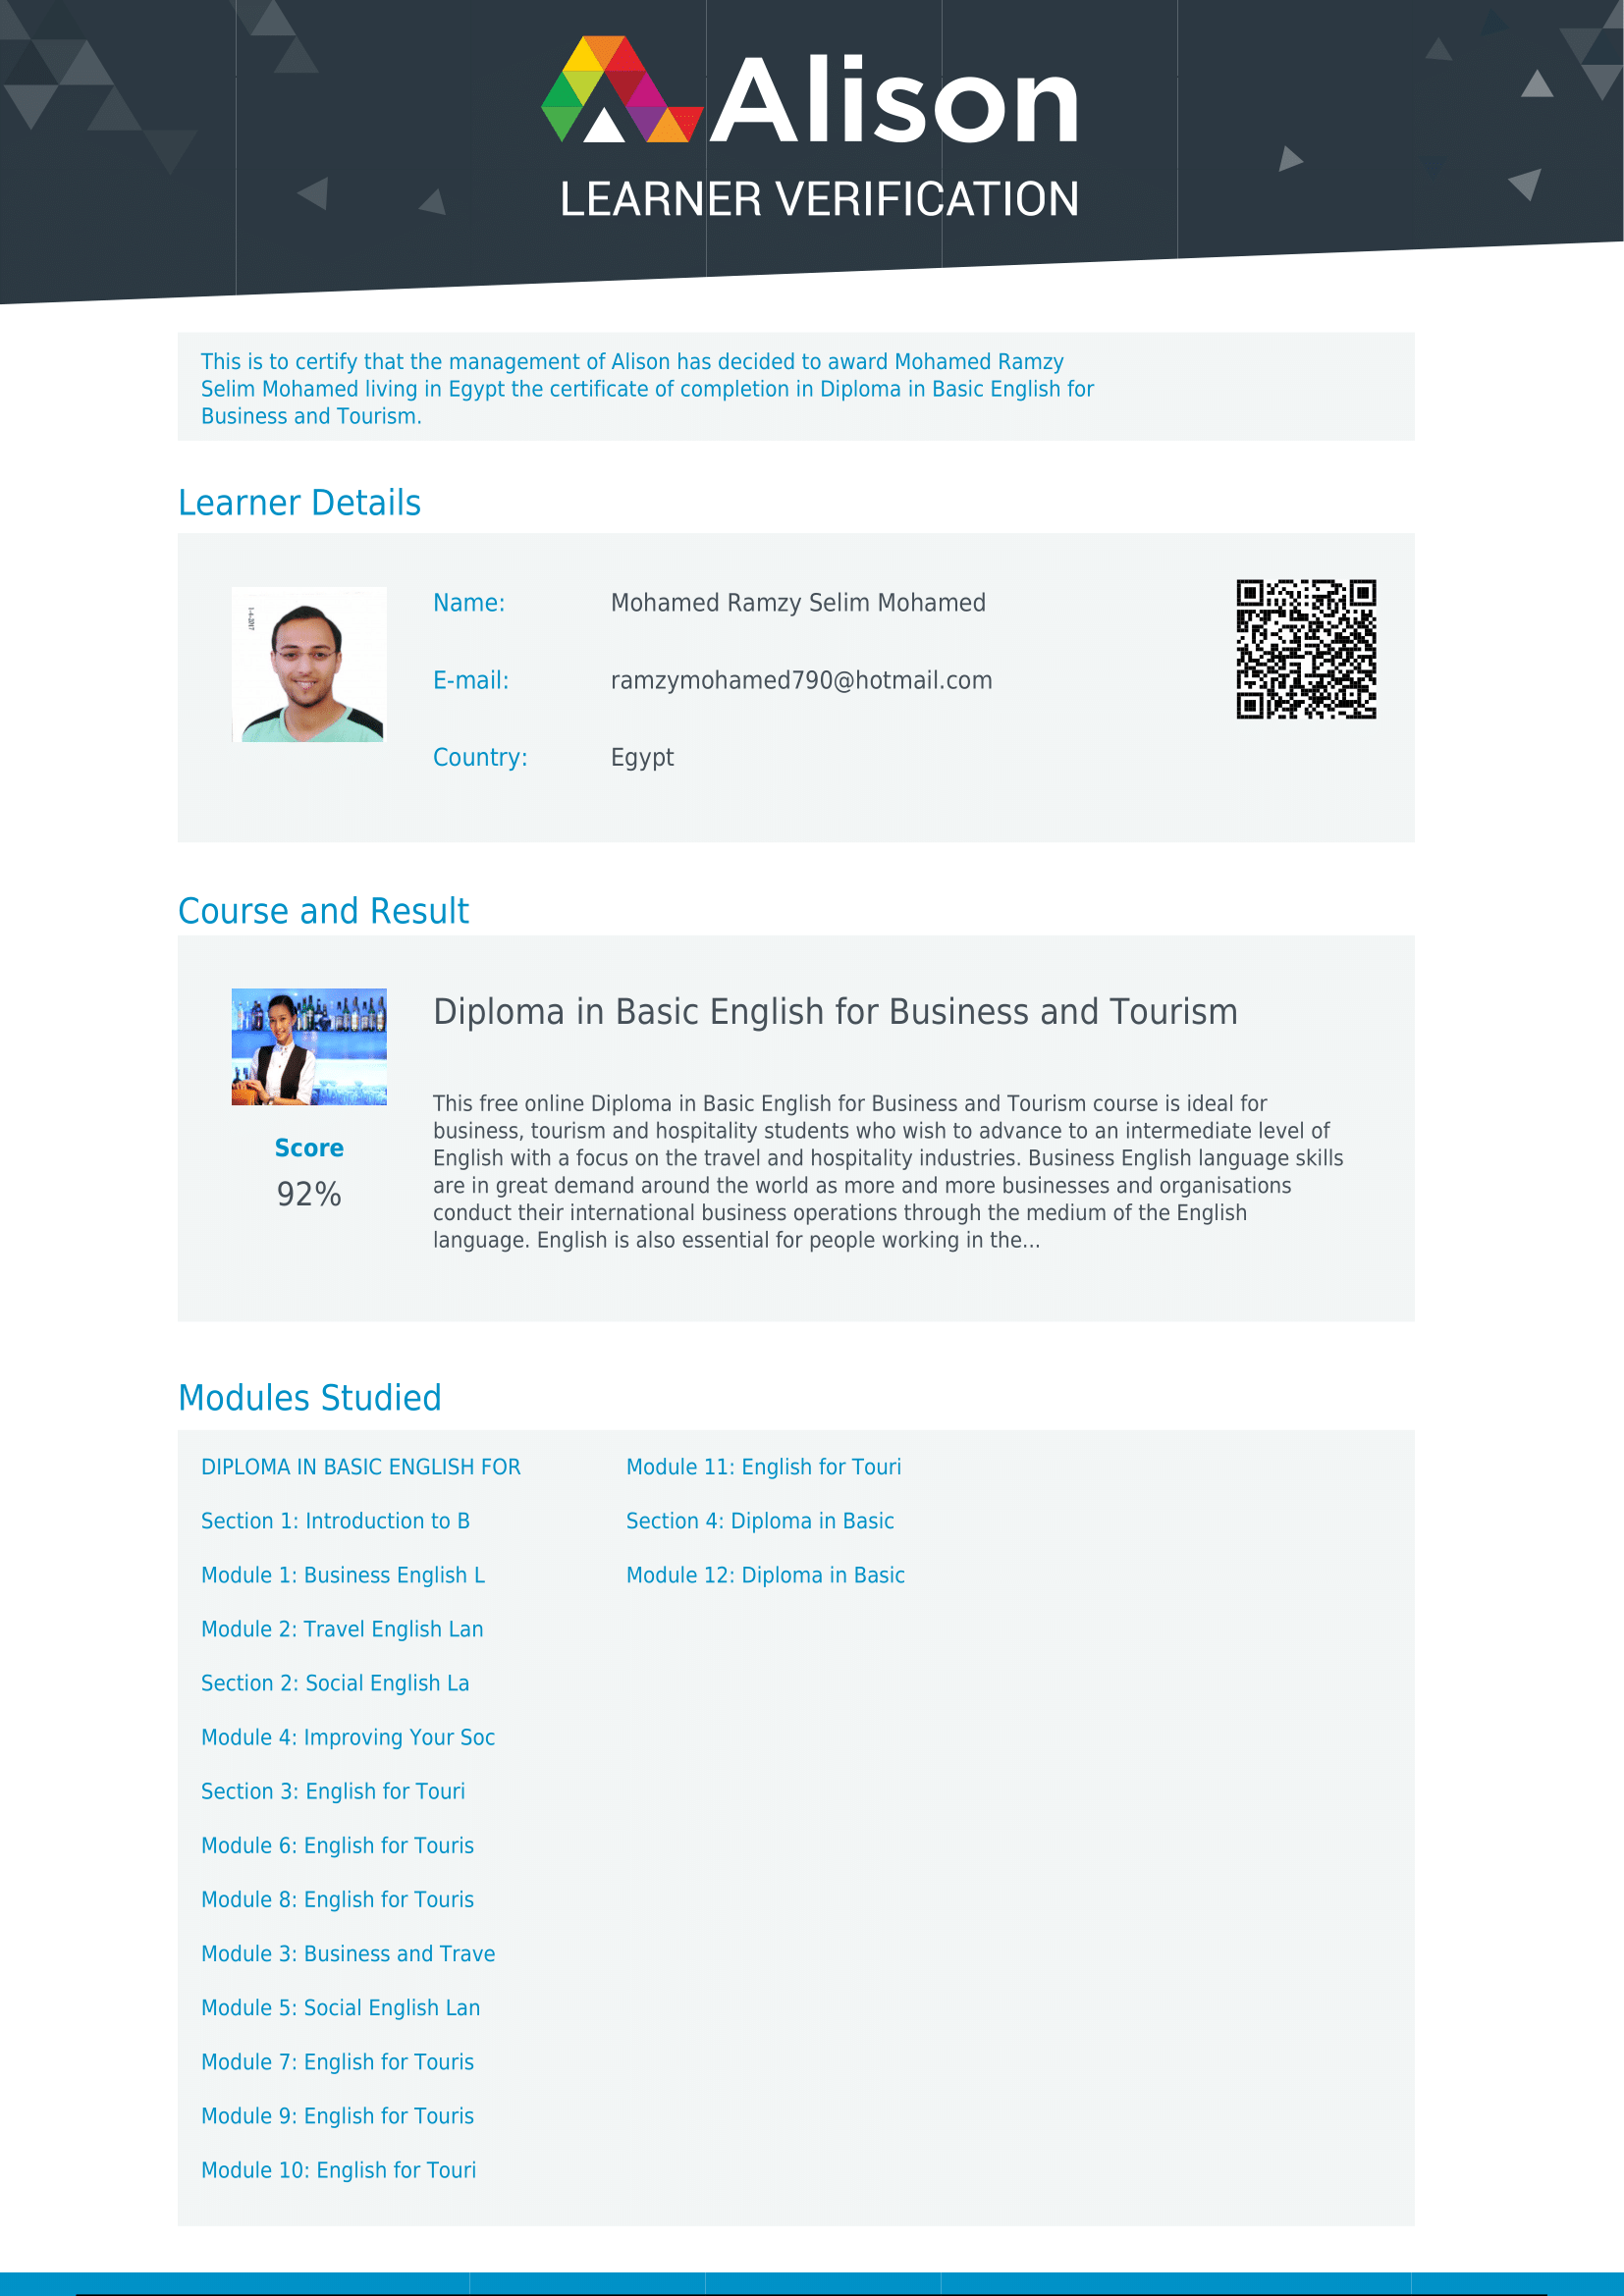 Alison
LEARNER VERIFICATION
This is to certify that the management of Alison has decided to award Mohamed Ramzy
Selim Mohamed living in Egypt the certificate of completion in Diploma in Basic English for
Business and Tourism.
Learner Details
Name:
Mohamed Ramzy Selim Mohamed
E-mail:
ramzymohamed790@hotmail.com
Country:
Egypt
Course and Result
Diploma in Basic English for Business and Tourism
This free online Diploma in Basic English for Business and Tourism course is ideal for
business, tourism and hospitality students who wish to advance to an intermediate level of
English with a focus on the travel and hospitality industries. Business English language skills
are in great demand around the world as more and more businesses and organisations
conduct their international business operations through the medium of the English
language. English is also essential for people working in the...
Score
92%
Modules Studied
DIPLOMA IN BASIC ENGLISH FOR
Section 1: Introduction to B
Module 1: Business English L
Module 2: Travel English Lan
Section 2: Social English La
Module 4: Improving Your Soc
Section 3: English for Touri
Module 6: English for Touris
Module 8: English for Touris
Module 3: Business and Trave
Module 5: Social English Lan
Module 7: English for Touris
Module 9: English for Touris
Module 10: English for Touri
Module 11: English for Touri
Section 4: Diploma in Basic
Module 12: Diploma in Basic